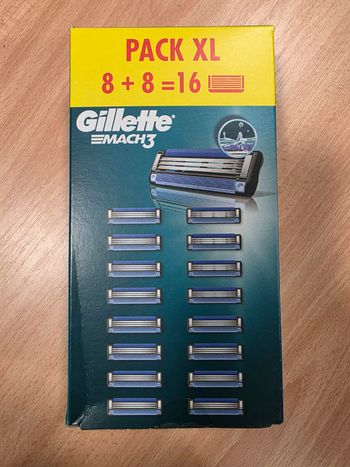 PACK XL
8 + 8 = 16
Gillette
MACH3